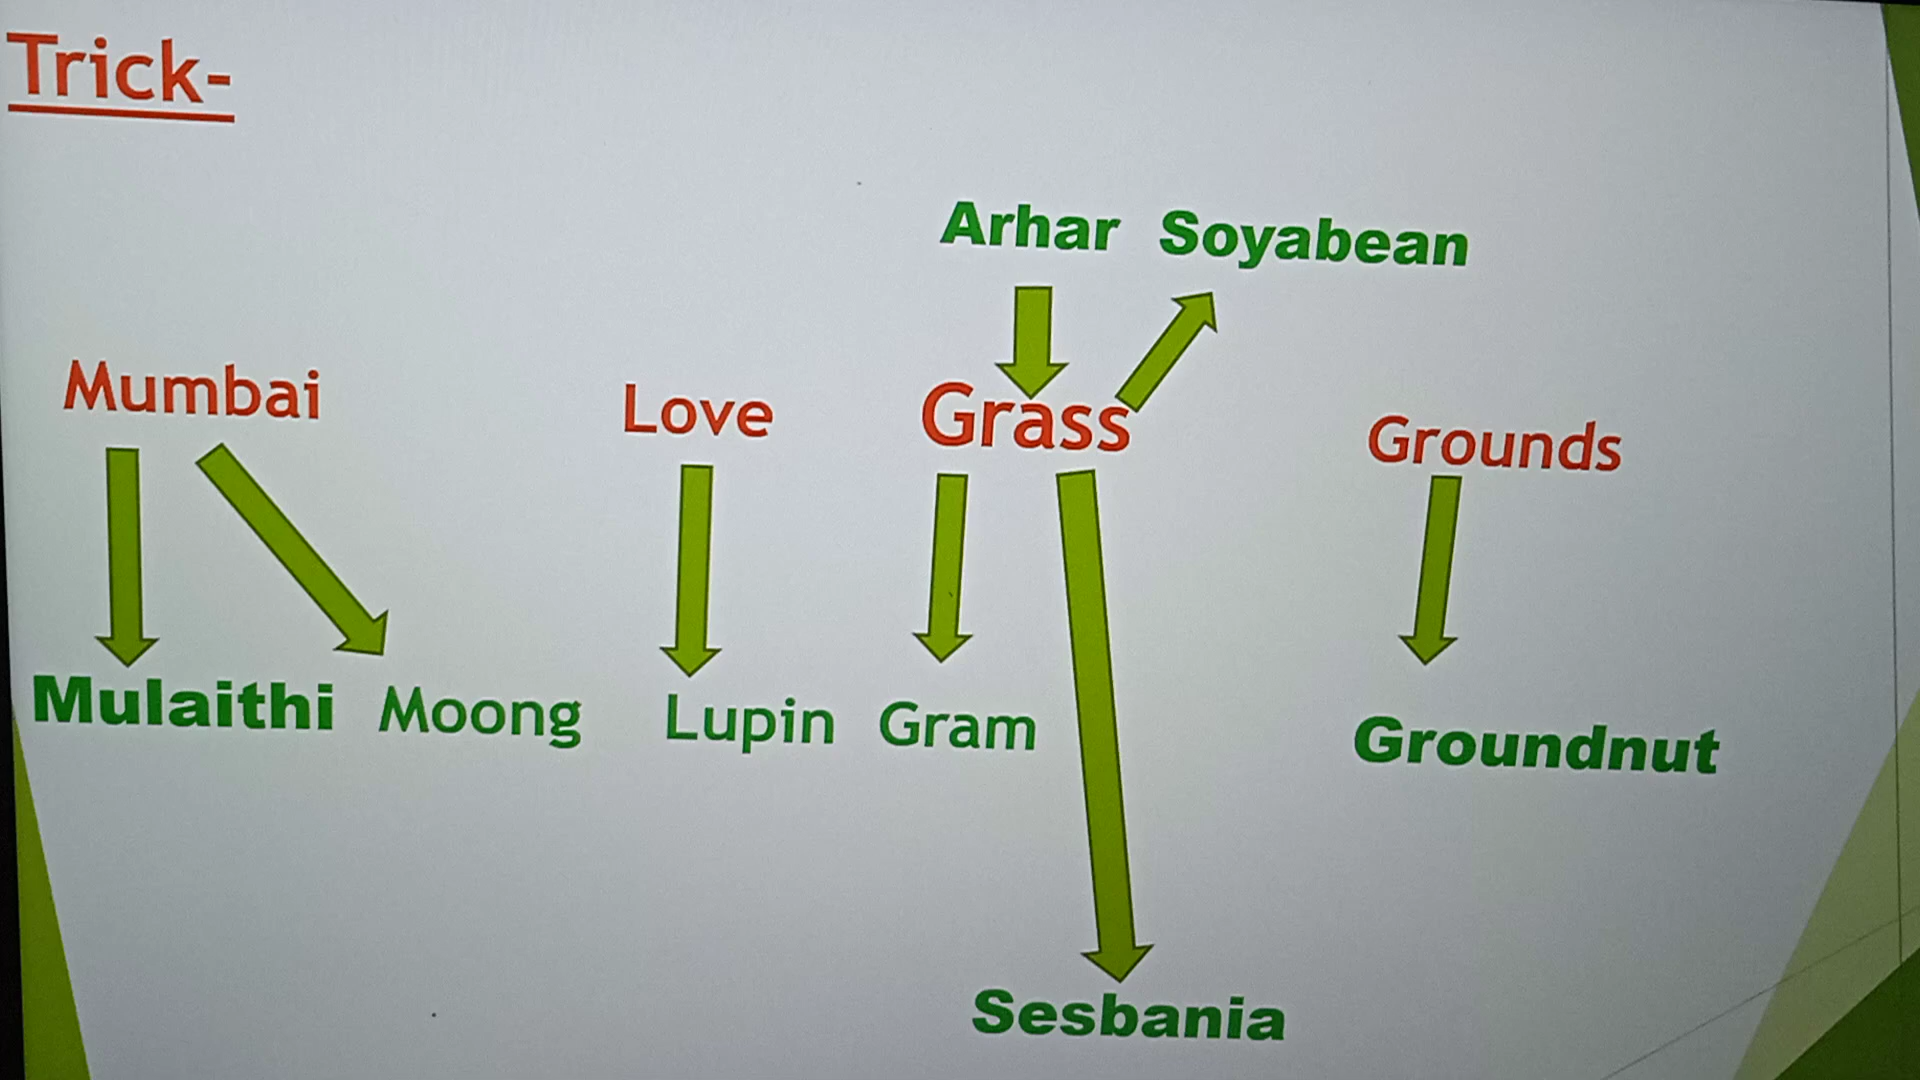 Trick-
Arhar Soyabean
Mumbai Love Grass Grounds
Mulaithi Moong Lupin Gram Groundnut
Sesbania